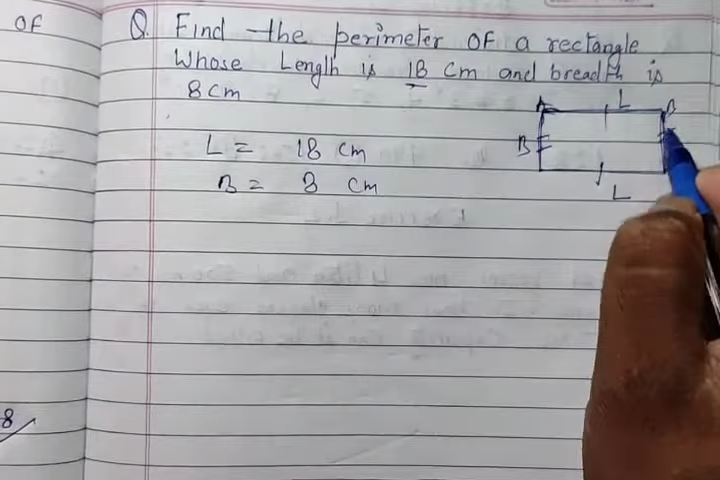 OF
Q. Find the perimeter OF a rectangle
Whose Length is 18 cm and breadth is
8 cm
L = 18 cm
B = 8 cm
A L B
B
L
8